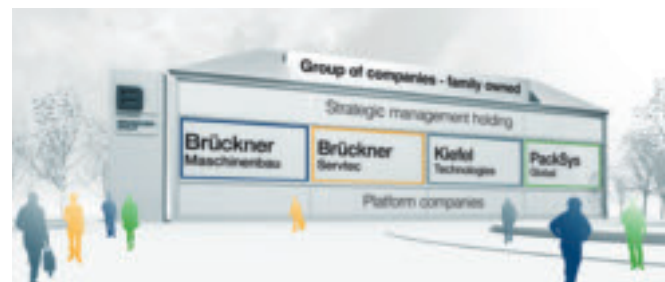 Group of companies - family owned
B
Strategic management holding
Brückner
Maschinenbau
Brückner
Servtec
Kiefel
Technologies
PackSys
Global
Platform companies